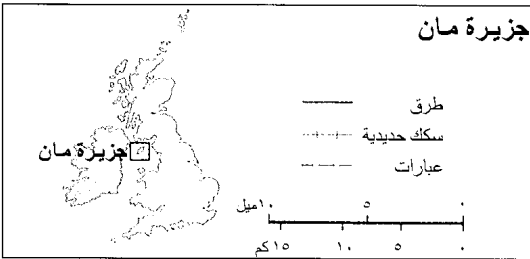 جزيرة مان
طرق
سكك حديدية
عبارات
جزيرة مان
١٠ميل ٥ ٠
١٥كم ١٠ ٥ ٠